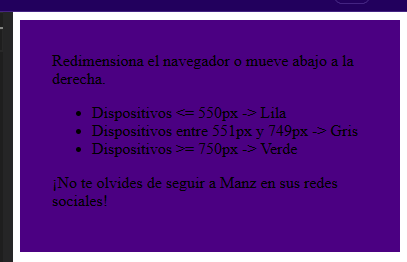 Redimensiona el navegador o mueve abajo a la
derecha.
Dispositivos <= 550px -> Lila
Dispositivos entre 551px y 749px -> Gris
Dispositivos >= 750px -> Verde
¡No te olvides de seguir a Manz en sus redes
sociales!